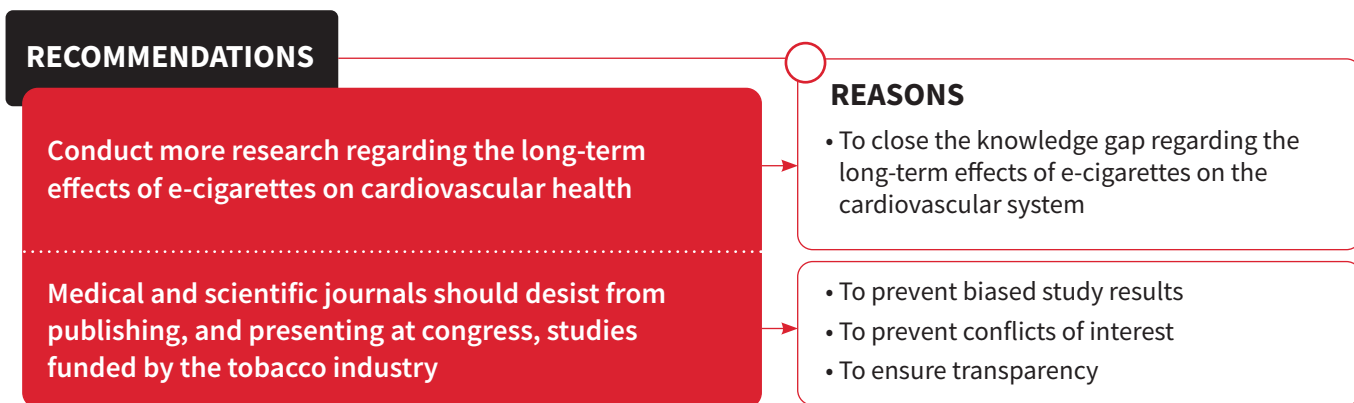 RECOMMENDATIONS
Conduct more research regarding the long-term
effects of e-cigarettes on cardiovascular health
REASONS
• To close the knowledge gap regarding the
long-term effects of e-cigarettes on the
cardiovascular system
Medical and scientific journals should desist from
publishing, and presenting at congress, studies
funded by the tobacco industry
• To prevent biased study results
• To prevent conflicts of interest
• To ensure transparency